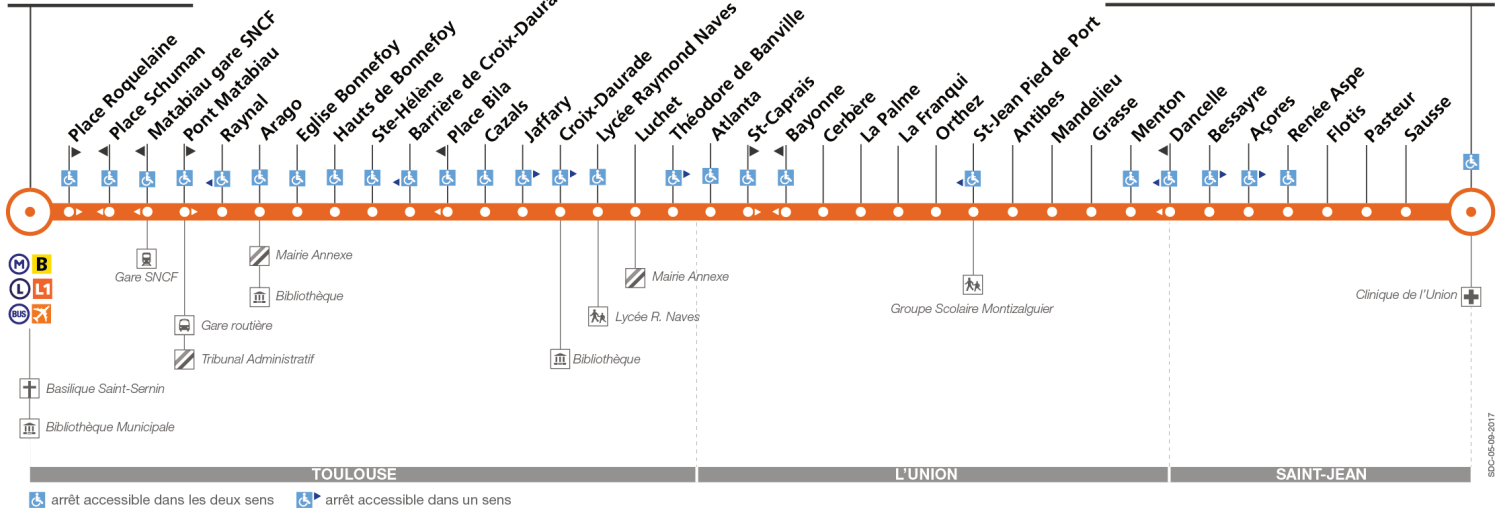 Place Roquelaine
Place Schuman
Matabiau gare SNCF
Pont Matabiau
Raynal
Arago
Eglise Bonnefoy
Hauts de Bonnefoy
Ste-Hélène
Barrière de Croix-Daura
Place Bila
Cazals
Jaffary
Croix-Daurade
Lycée Raymond Naves
Luchet
Théodore de Banville
Atlanta
St-Caprais
Bayonne
Cerbère
La Palme
La Franqui
Orthez
St-Jean Pied de Port
Antibes
Mandelieu
Grasse
Menton
Dancelle
Bessayre
Açores
Renée Aspe
Flotis
Pasteur
Sausse
M B
L L1
BUS
Gare SNCF
Mairie Annexe
Bibliothèque
Gare routière
Tribunal Administratif
Basilique Saint-Sernin
Bibliothèque Municipale
Bibliothèque
Lycée R. Naves
Mairie Annexe
Groupe Scolaire Montizalguier
Clinique de l'Union
TOULOUSE
L'UNION
SAINT-JEAN
arrêt accessible dans les deux sens
arrêt accessible dans un sens
SDC-05-09-2017